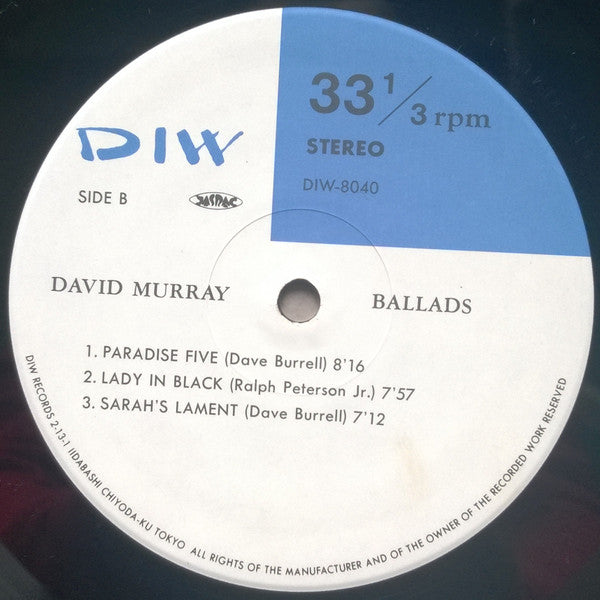 DIW
33 1/3 rpm
STEREO
DIW-8040
SIDE B
JASRAC
DAVID MURRAY
BALLADS
1. PARADISE FIVE (Dave Burrell) 8'16
2. LADY IN BLACK (Ralph Peterson Jr.) 7'57
3. SARAH'S LAMENT (Dave Burrell) 7'12
DIW RECORDS 2-13-1 IIDABASHI CHIYODA-KU TOKYO ALL RIGHTS OF THE MANUFACTURER AND OF THE OWNER OF THE RECORDED WORK RESERVED